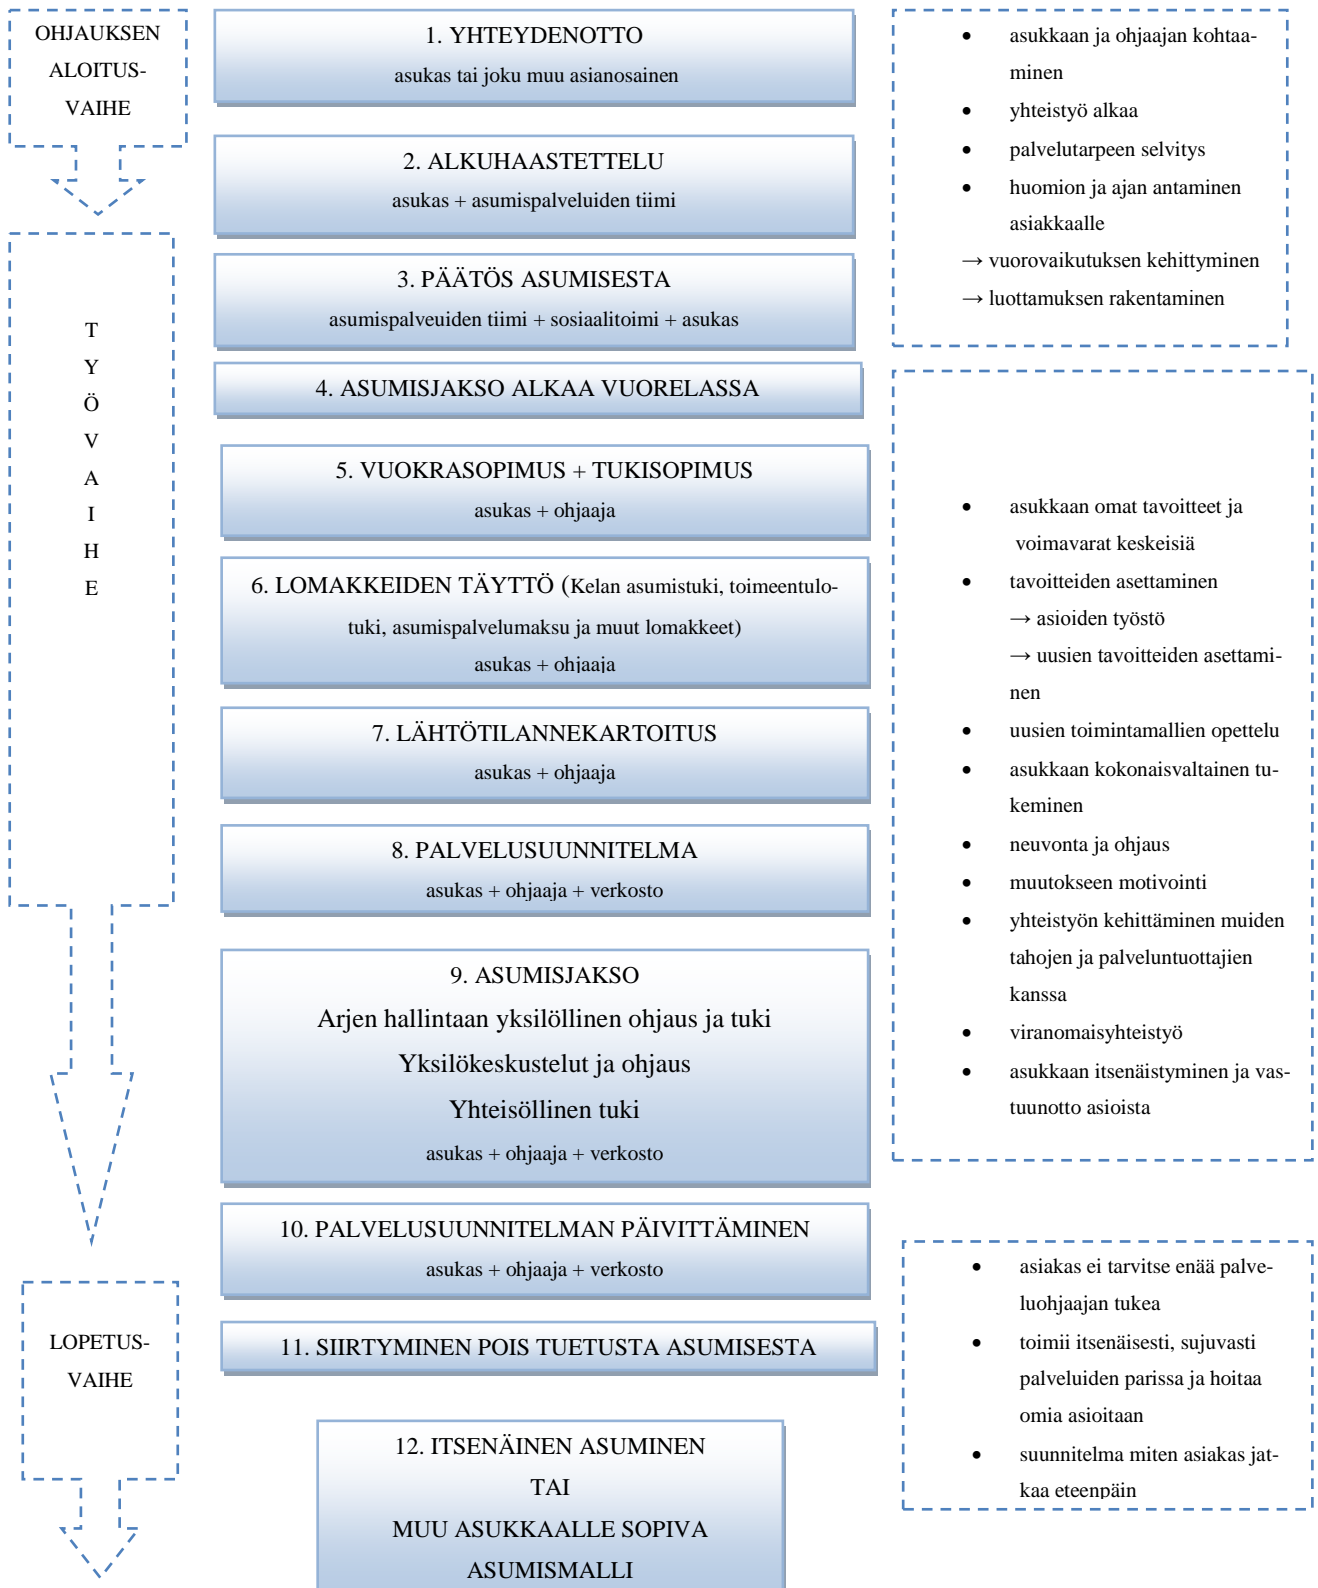 OHJAUKSEN
ALOITUS-
VAIHE
1. YHTEYDENOTTO
asukas tai joku muu asianosainen
2. ALKUHAASTETTELU
asukas + asumispalveluiden tiimi
3. PÄÄTÖS ASUMISESTA
asumispalveuiden tiimi + sosiaalitoimi + asukas
• asukkaan ja ohjaajan kohtaa-
minen
• yhteistyö alkaa
• palvelutarpeen selvitys
• huomion ja ajan antaminen
asiakkaalle
→ vuorovaikutuksen kehittyminen
→ luottamuksen rakentaminen
T
Y
Ö
V
A
I
H
E
4. ASUMISJAKSO ALKAA VUORELASSA
5. VUOKRASOPIMUS + TUKISOPIMUS
asukas + ohjaaja
6. LOMAKKEIDEN TÄYTTÖ (Kelan asumistuki, toimeentulo-
tuki, asumispalvelumaksu ja muut lomakkeet)
asukas + ohjaaja
7. LÄHTÖTILANNEKARTOITUS
asukas + ohjaaja
8. PALVELUSUUNNITELMA
asukas + ohjaaja + verkosto
9. ASUMISJAKSO
Arjen hallintaan yksilöllinen ohjaus ja tuki
Yksilökeskustelut ja ohjaus
Yhteisöllinen tuki
asukas + ohjaaja + verkosto
10. PALVELUSUUNNITELMAN PÄIVITTÄMINEN
asukas + ohjaaja + verkosto
• asukkaan omat tavoitteet ja
voimavarat keskeisiä
• tavoitteiden asettaminen
→ asioiden työstö
→ uusien tavoitteiden asettami-
nen
• uusien toimintamallien opettelu
• asukkaan kokonaisvaltainen tu-
keminen
• neuvonta ja ohjaus
• muutokseen motivointi
• yhteistyön kehittäminen muiden
tahojen ja palveluntuottajien
kanssa
• viranomaisyhteistyö
• asukkaan itsenäistyminen ja vas-
tuunotto asioista
LOPETUS-
VAIHE
11. SIIRTYMINEN POIS TUETUSTA ASUMISESTA
12. ITSENÄINEN ASUMINEN
TAI
MUU ASUKKAALLE SOPIVA
ASUMISMALLI
• asiakas ei tarvitse enää palve-
luohjaajan tukea
• toimii itsenäisesti, sujuvasti
palveluiden parissa ja hoitaa
omia asioitaan
• suunnitelma miten asiakas jat-
kaa eteenpäin